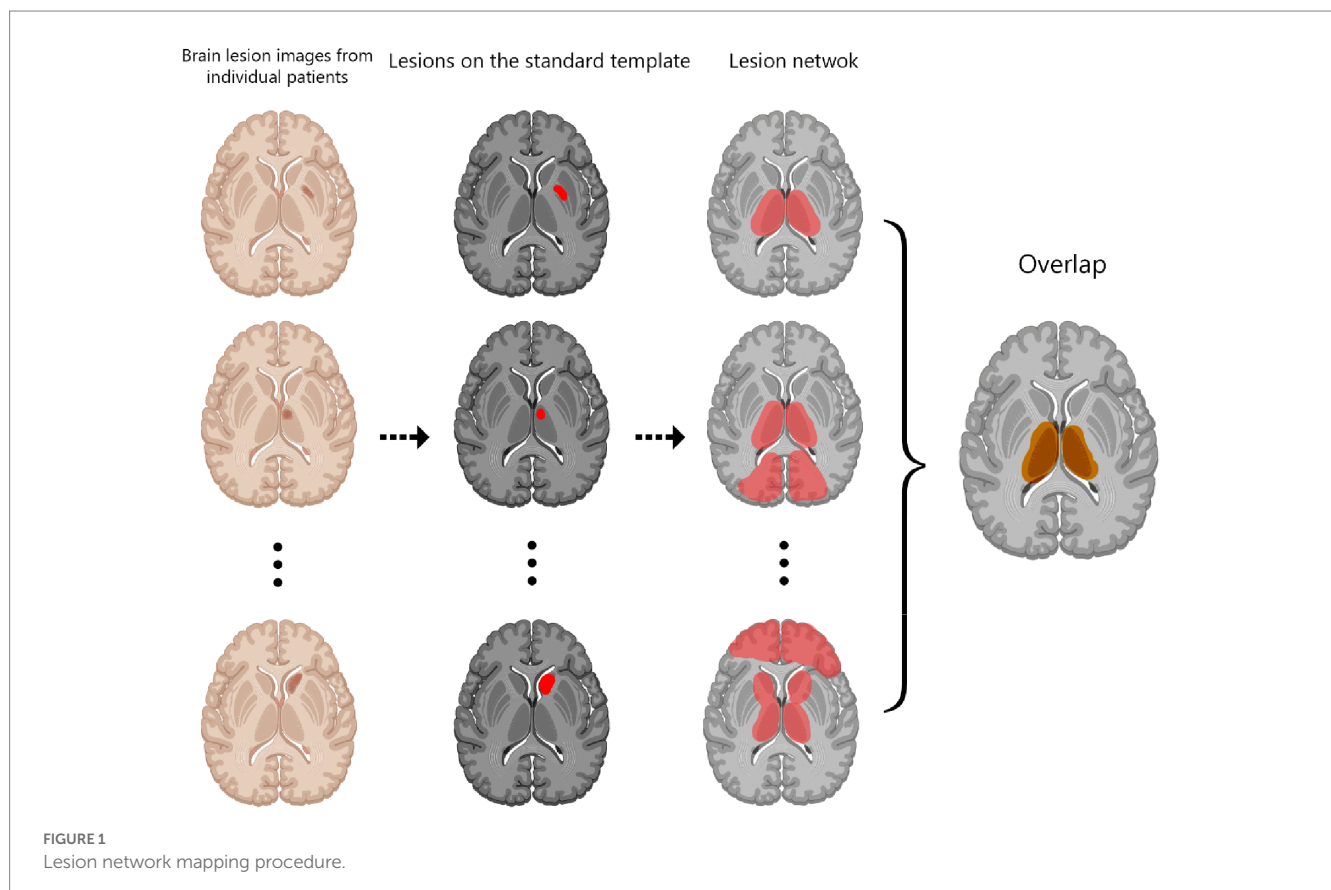 Brain lesion images from
individual patients
Lesions on the standard template
Lesion netwok
Overlap
FIGURE 1
Lesion network mapping procedure.